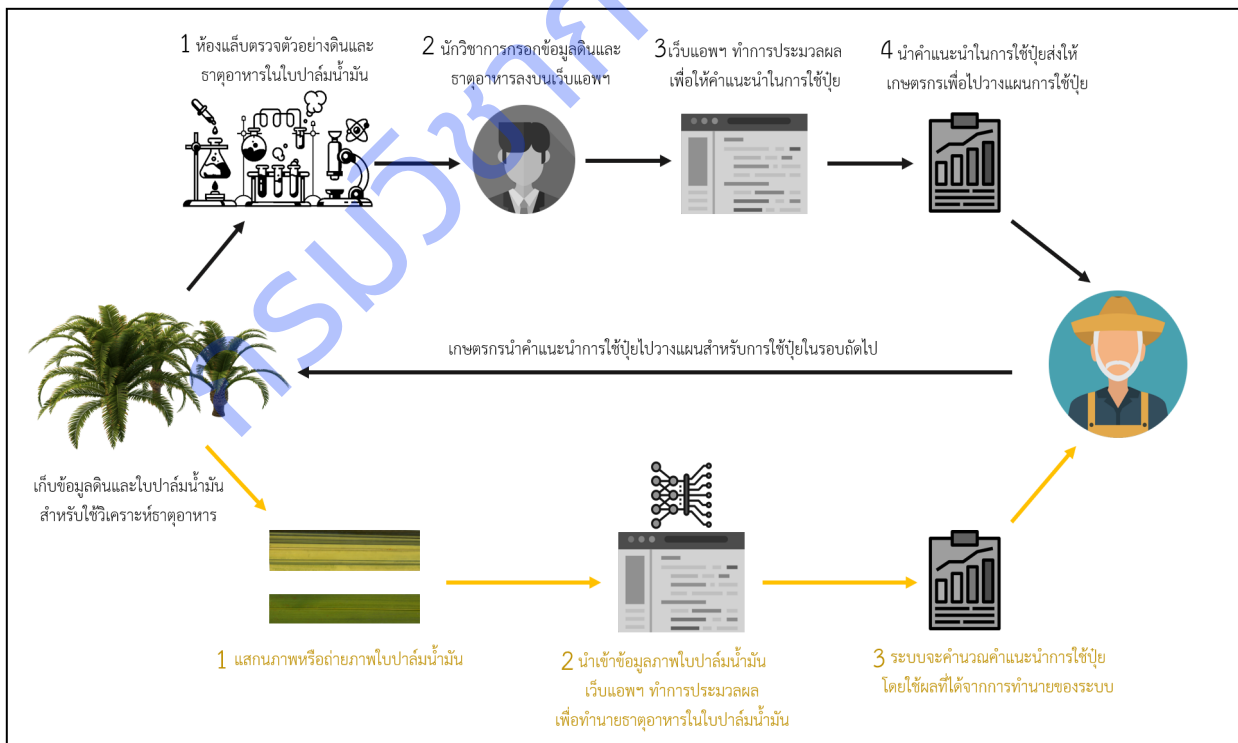 1 ห้องแล็บตรวจตัวอย่างดินและ
ธาตุอาหารในใบปาล์มน้ำมัน
2 นักวิชาการกรอกข้อมูลดินและ
ธาตุอาหารลงบนเว็บแอพฯ
3 เว็บแอพฯ ทำการประมวลผล
เพื่อให้คำแนะนำในการใช้ปุ๋ย
4 นำคำแนะนำในการใช้ปุ๋ยส่งให้
เกษตรกรเพื่อไปวางแผนการใช้ปุ๋ย
เกษตรกรนำคำแนะนำการใช้ปุ๋ยไปวางแผนสำหรับการใช้ปุ๋ยในรอบถัดไป
เก็บข้อมูลดินและใบปาล์มน้ำมัน
สำหรับใช้วิเคราะห์ธาตุอาหาร
1 แสกนภาพหรือถ่ายภาพใบปาล์มน้ำมัน
2 นำเข้าข้อมูลภาพใบปาล์มน้ำมัน
เว็บแอพฯ ทำการประมวลผล
เพื่อทำนายธาตุอาหารในใบปาล์มน้ำมัน
3 ระบบจะคำนวณคำแนะนำการใช้ปุ๋ย
โดยใช้ผลที่ได้จากการทำนายของระบบ